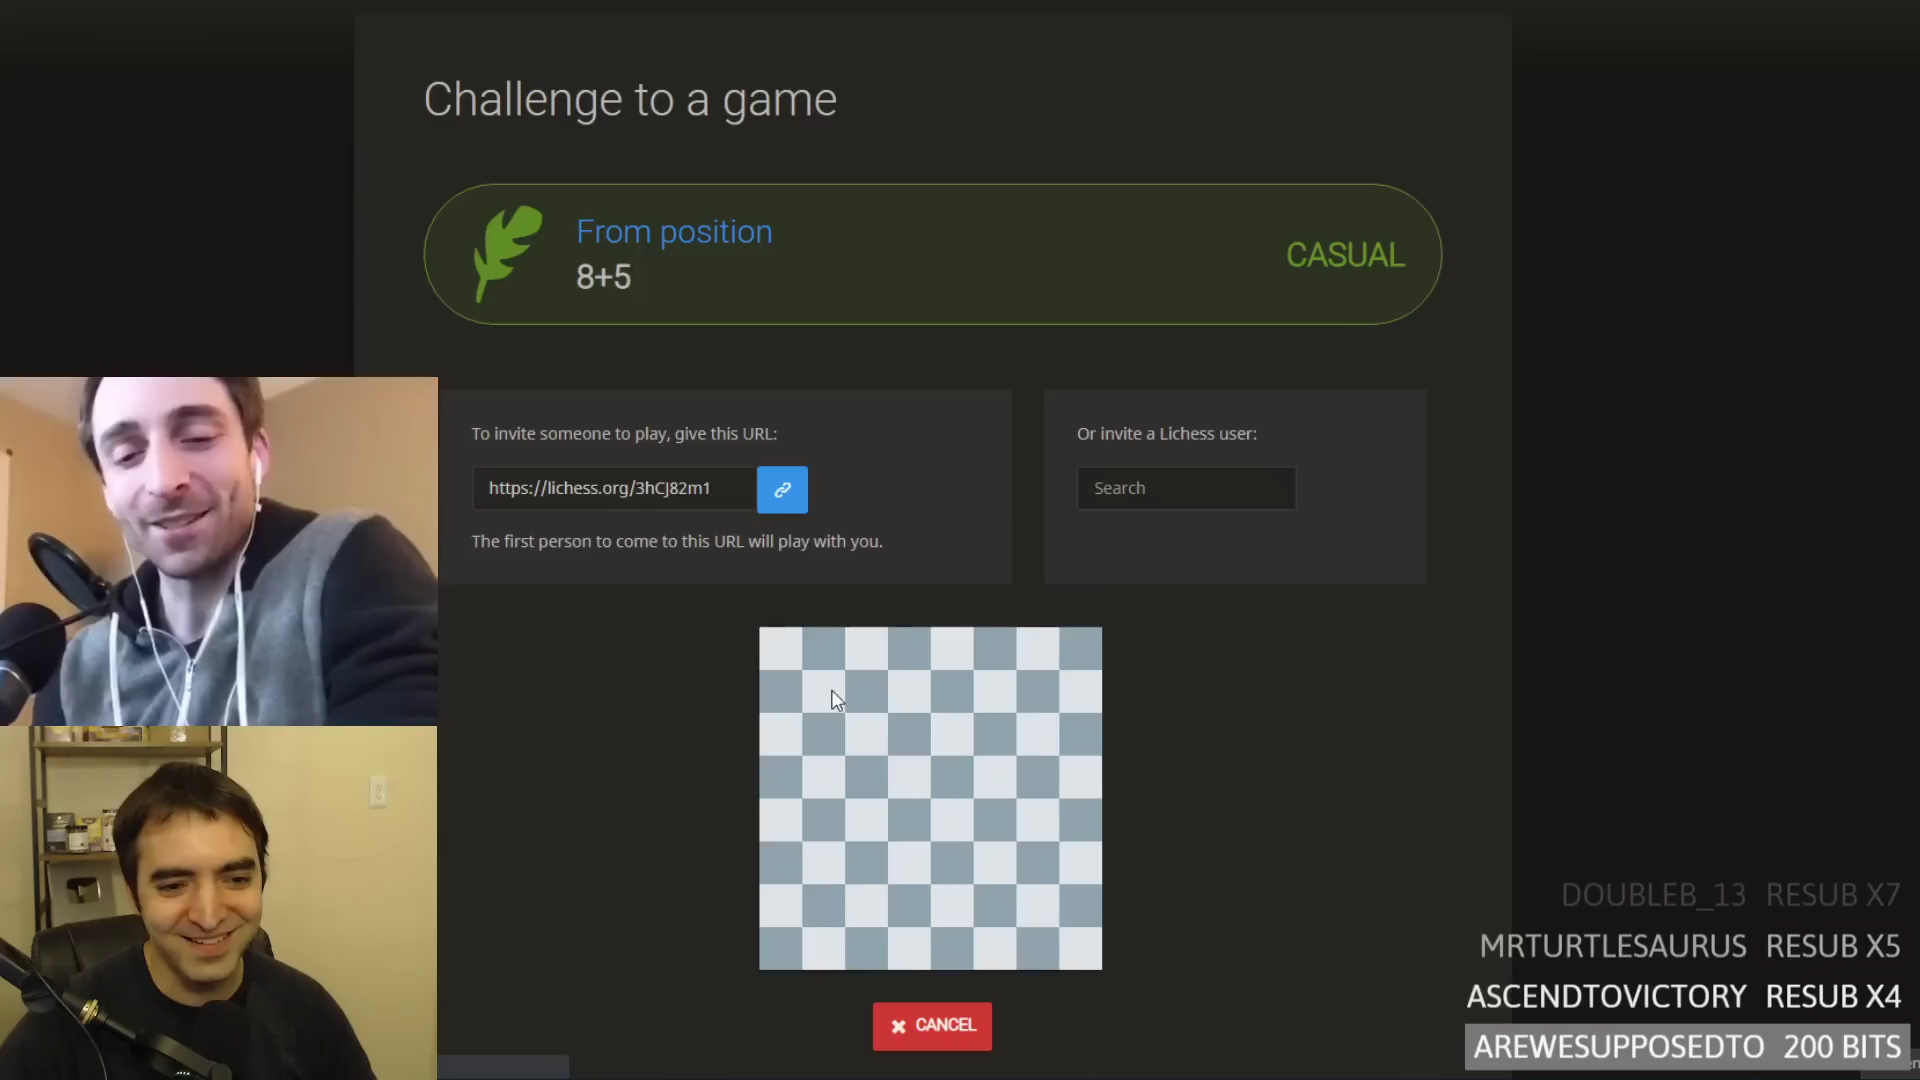 Challenge to a game
From position
8+5
CASUAL
To invite someone to play, give this URL:
https://lichess.org/3hCJ82m1
The first person to come to this URL will play with you.
Or invite a Lichess user:
Search
CANCEL
DOUBLEB_13 RESUB X7
MRTURTLESAURUS RESUB X5
ASCENDTOVICTORY RESUB X4
AREWESUPPOSEDTO 200 BITS